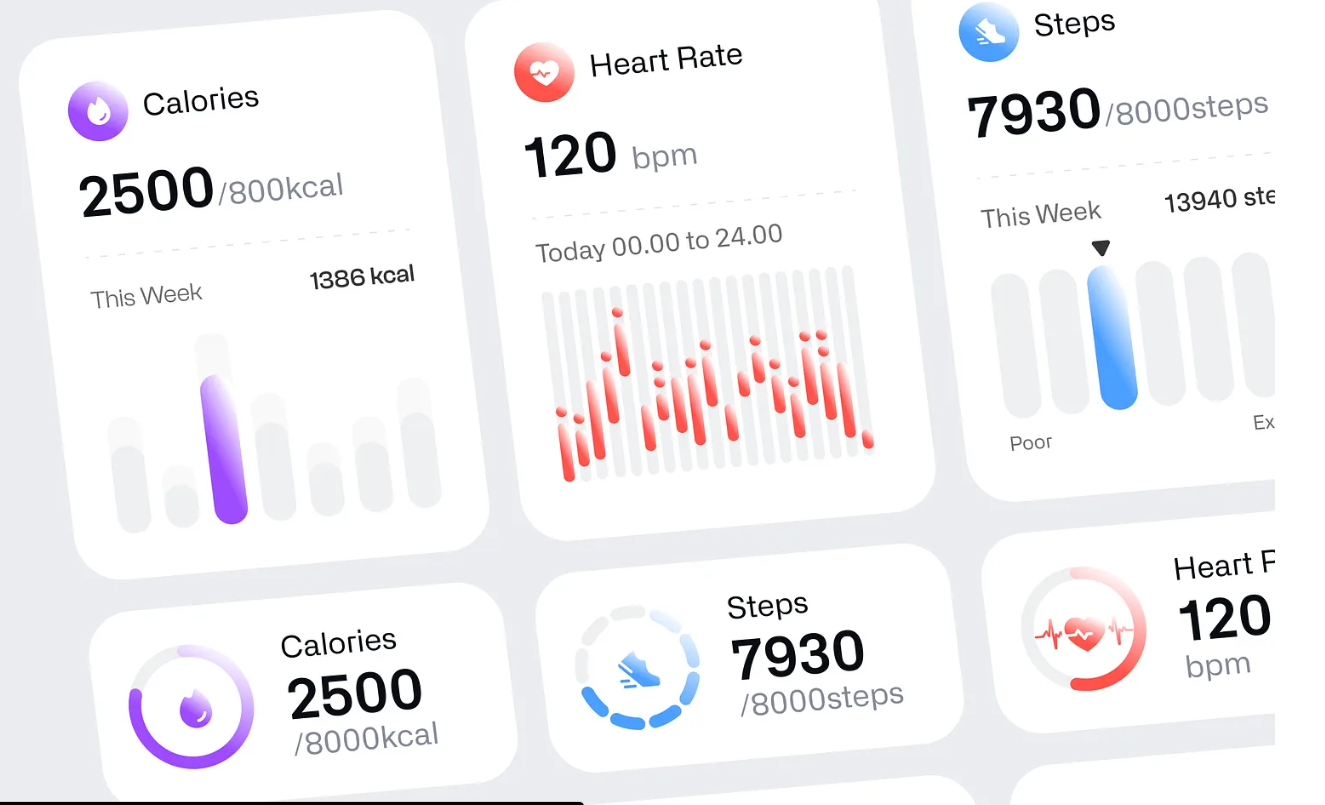 Calories
2500/800kcal
This Week 1386 kcal
Heart Rate
120 bpm
Today 00.00 to 24.00
Steps
7930/8000steps
This Week 13940 ste
Poor Ex
Calories
2500
/8000kcal
Steps
7930
/8000steps
Heart
120
bpm